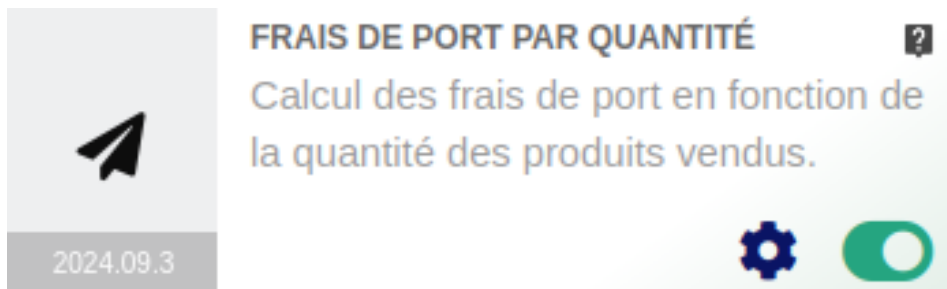 FRAIS DE PORT PAR QUANTITÉ
Calcul des frais de port en fonction de
la quantité des produits vendus.
2024.09.3